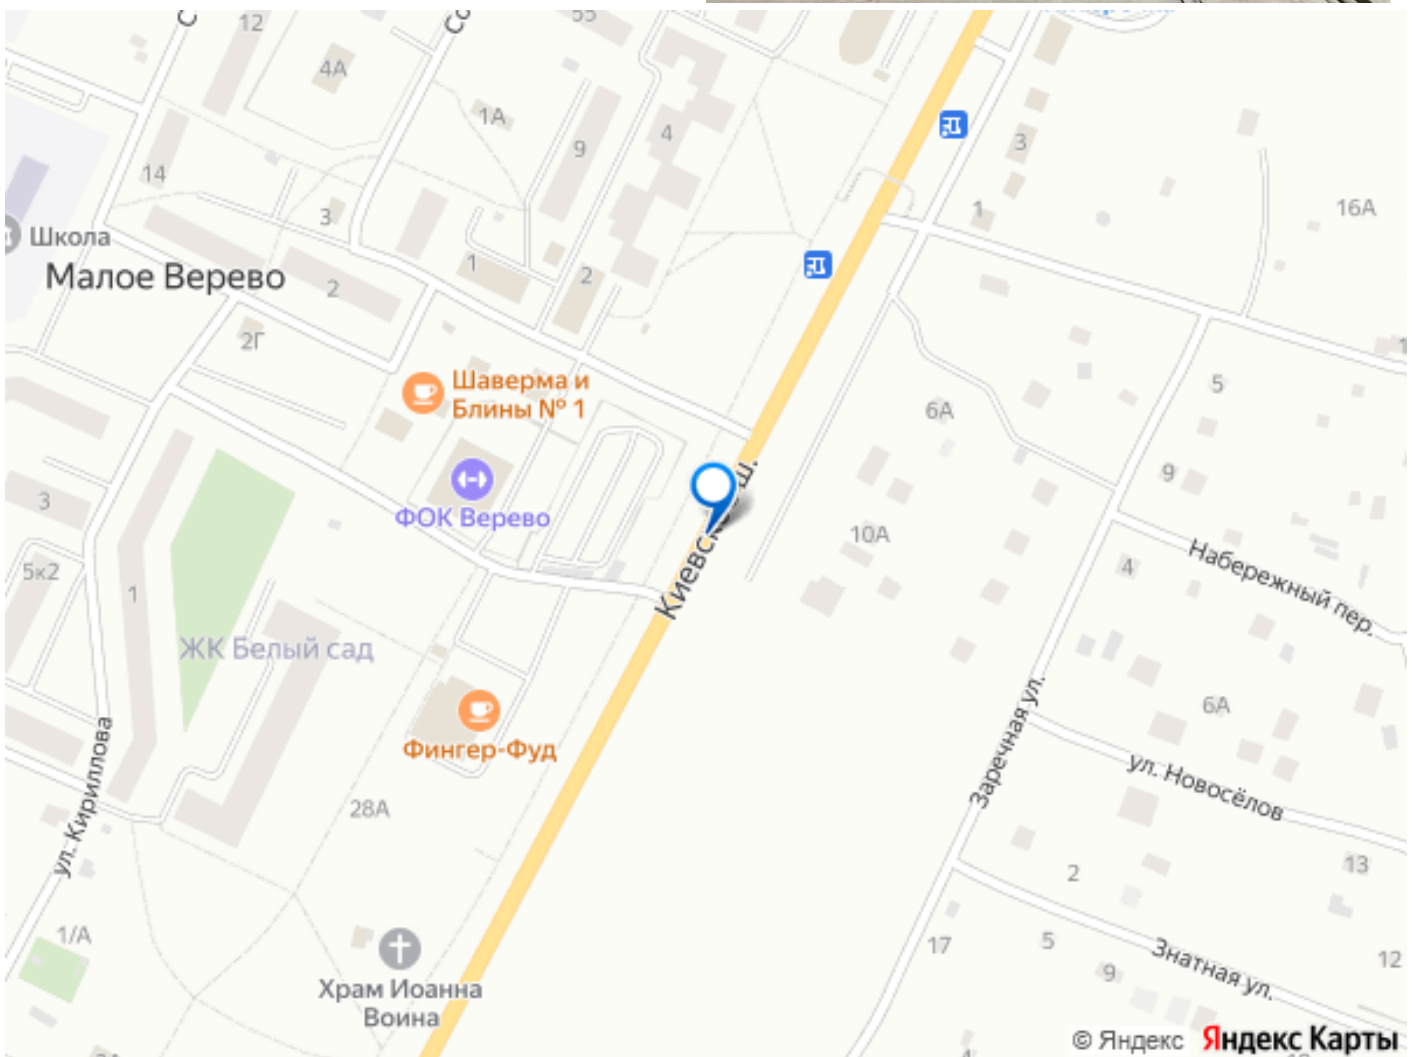 С
Со
55
12
4А
1А
9
4
3
14
3
1
16А
Школа
Малое Верево
1
2
2
2Г
Шаверма и
Блины № 1
5
6А
9
3
ФОК Верево
Киевское ш.
10А
Набережный пер.
4
5к2
1
ЖК Белый сад
6А
Заречная ул.
Фингер-Фуд
ул. Новосёлов
28А
ул. Кириллова
13
2
1/А
17
5
12
Знатная ул.
9
Храм Иоанна
Воина
© Яндекс Яндекс Карты